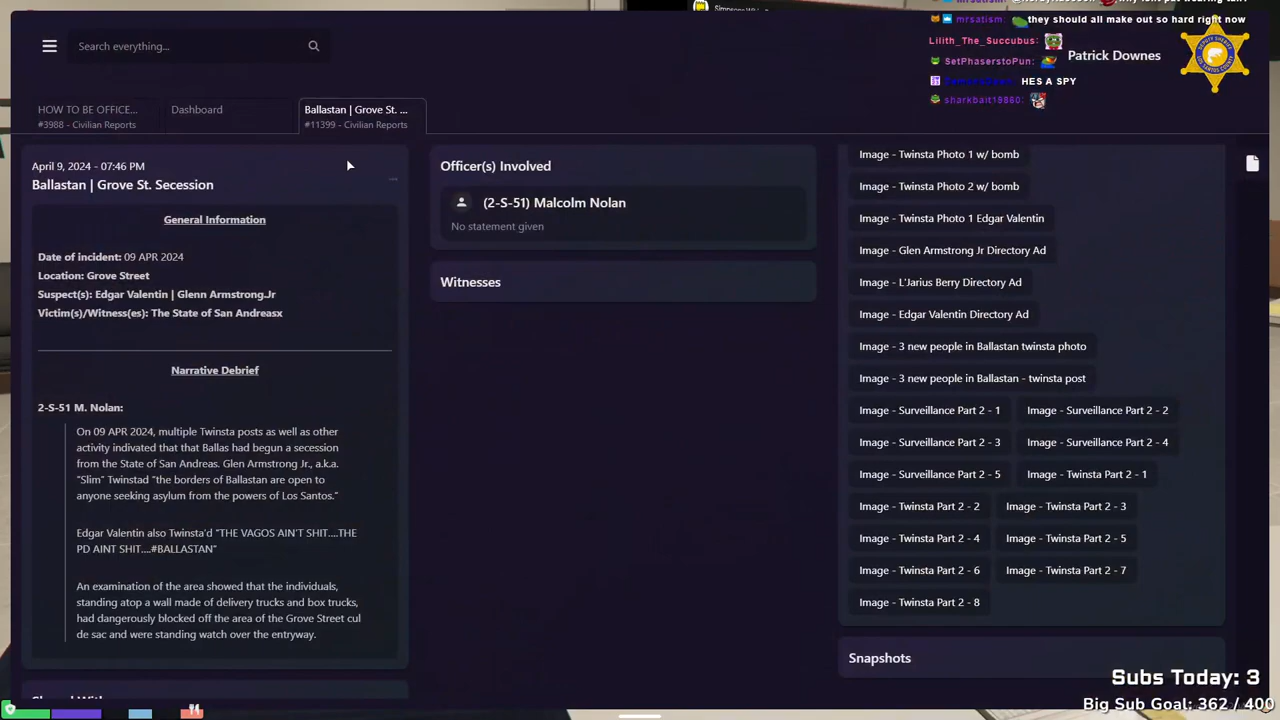 mrsatism:
they should all make out so hard right now
Lilith_The_Succubus:
SetPhaserstoPun:
HES A SPY
sharkbait19880:
Search everything...
Patrick Downes
HOW TO BE OFFICE...
#3988 - Civilian Reports
Dashboard
Ballastan | Grove St. ...
#11399 - Civilian Reports
April 9, 2024 - 07:46 PM
Ballastan | Grove St. Secession
General Information
Date of incident: 09 APR 2024
Location: Grove Street
Suspect(s): Edgar Valentin | Glenn Armstrong.Jr
Victim(s)/Witness(es): The State of San Andreasx
Narrative Debrief
2-S-51 M. Nolan:
On 09 APR 2024, multiple Twinsta posts as well as other
activity indivated that that Ballas had begun a secession
from the State of San Andreas. Glen Armstrong Jr., a.k.a.
“Slim” Twinstad “the borders of Ballastan are open to
anyone seeking asylum from the powers of Los Santos.”
Edgar Valentin also Twinsta’d “THE VAGOS AIN’T SHIT....THE
PD AINT SHIT....#BALLASTAN”
An examination of the area showed that the individuals,
standing atop a wall made of delivery trucks and box trucks,
had dangerously blocked off the area of the Grove Street cul
de sac and were standing watch over the entryway.
Officer(s) Involved
(2-S-51) Malcolm Nolan
No statement given
Witnesses
Image - Twinsta Photo 1 w/ bomb
Image - Twinsta Photo 2 w/ bomb
Image - Twinsta Photo 1 Edgar Valentin
Image - Glen Armstrong Jr Directory Ad
Image - L'Jarius Berry Directory Ad
Image - Edgar Valentin Directory Ad
Image - 3 new people in Ballastan twinsta photo
Image - 3 new people in Ballastan - twinsta post
Image - Surveillance Part 2 - 1
Image - Surveillance Part 2 - 2
Image - Surveillance Part 2 - 3
Image - Surveillance Part 2 - 4
Image - Surveillance Part 2 - 5
Image - Twinsta Part 2 - 1
Image - Twinsta Part 2 - 2
Image - Twinsta Part 2 - 3
Image - Twinsta Part 2 - 4
Image - Twinsta Part 2 - 5
Image - Twinsta Part 2 - 6
Image - Twinsta Part 2 - 7
Image - Twinsta Part 2 - 8
Snapshots
Subs Today: 3
Big Sub Goal: 362 / 400